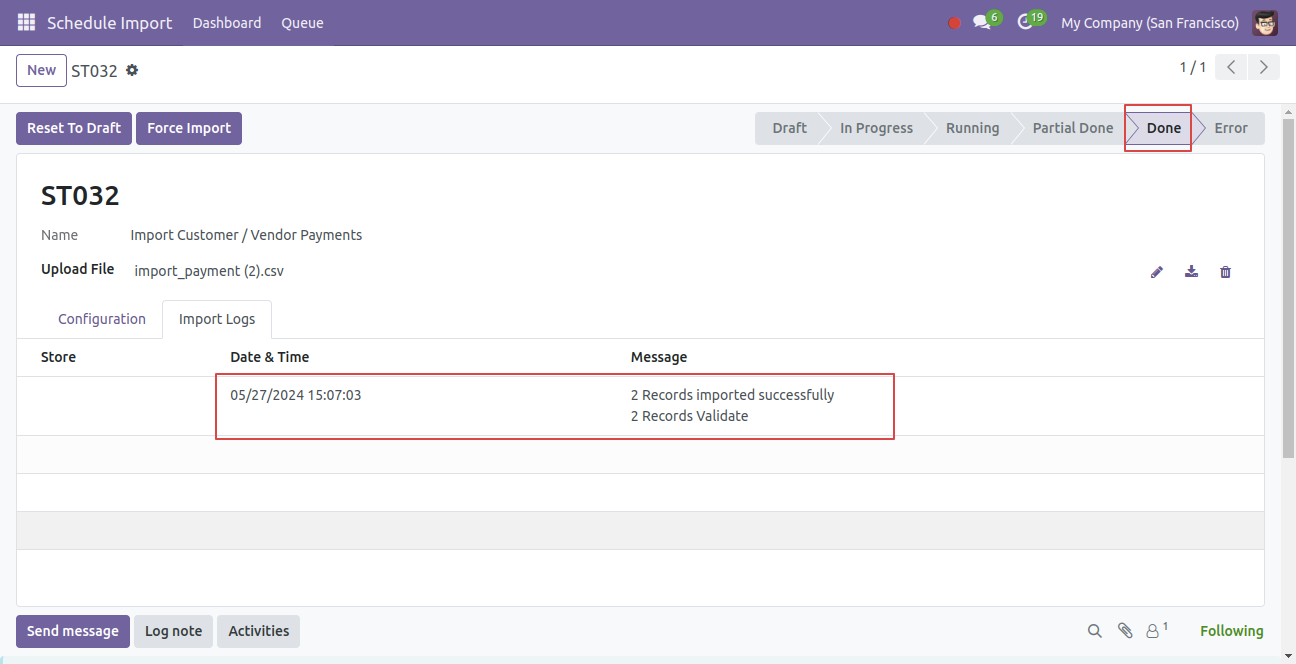 Schedule Import Dashboard Queue 6 19 My Company (San Francisco)
New ST032 1 / 1
Reset To Draft Force Import Draft In Progress Running Partial Done Done Error
ST032
Name Import Customer / Vendor Payments
Upload File import_payment (2).csv
Configuration Import Logs
Store Date & Time Message
05/27/2024 15:07:03 2 Records imported successfully
2 Records Validate
Send message Log note Activities 1 Following